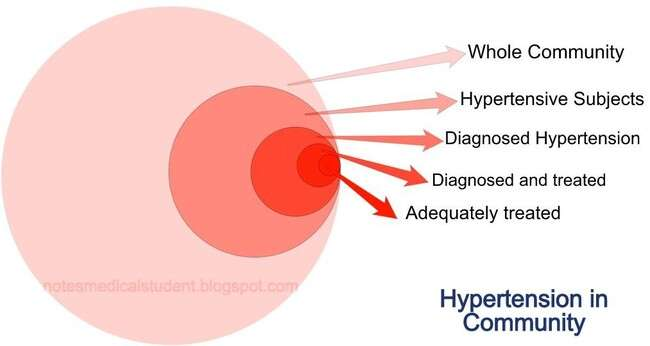 Whole Community
Hypertensive Subjects
Diagnosed Hypertension
Diagnosed and treated
Adequately treated
notesmedicalstudent.blogspot.com
Hypertension in
Community